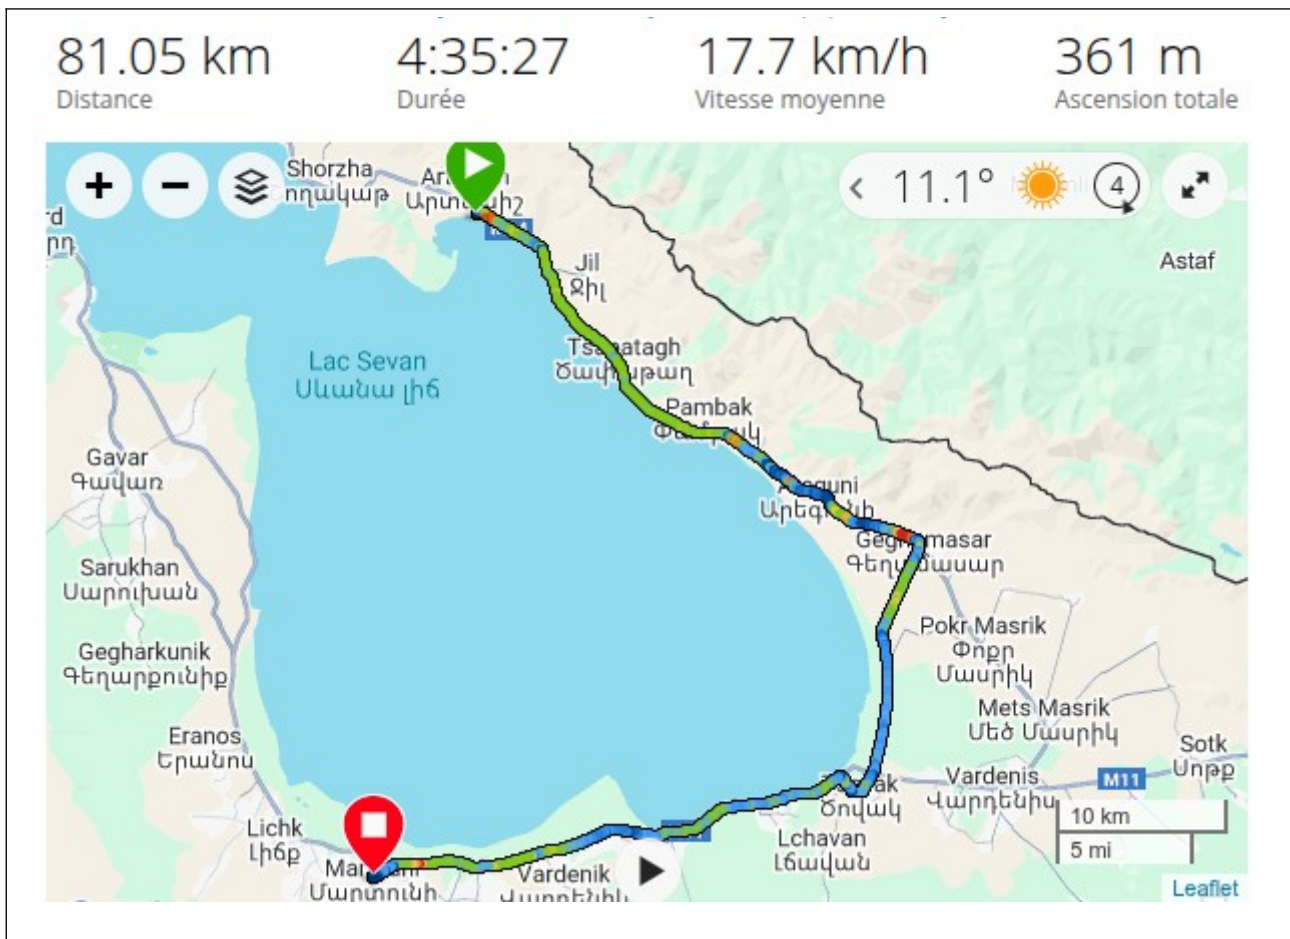 81.05 km
4:35:27
17.7 km/h
361 m
Distance
Durée
Vitesse moyenne
Ascension totale
+
−
Shorzha
11.1°
4
Jil
Ջիլ
Astaf
Lac Sevan
Սևանա լիճ
Pambak
Gavar
Գավառ
Sarukhan
Սարուխան
Gegharkunik
Գեղարքունիք
Pokr Masrik
Փոքր
Մասրիկ
Mets Masrik
Մեծ Մասրիկ
Eranos
Երանոս
Sotk
Սոթք
M11
Vardenis
Վարդենիս
Ծովակ
10 km
5 mi
Lichk
Լիճք
Lchavan
Լճավան
Մարտունի
Vardenik
Leaflet